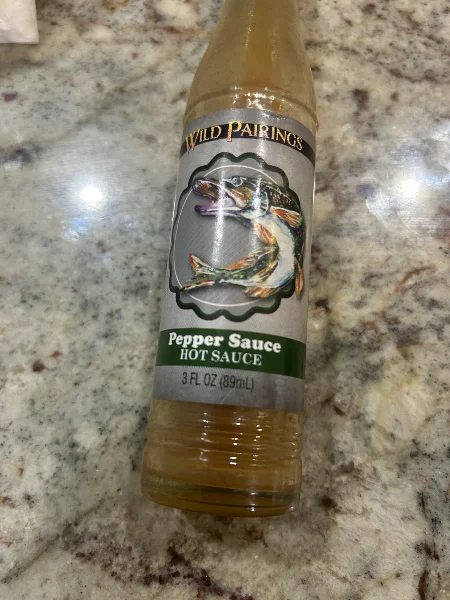 WILD PAIRINGS
Pepper Sauce
HOT SAUCE
3 FL OZ (89mL)